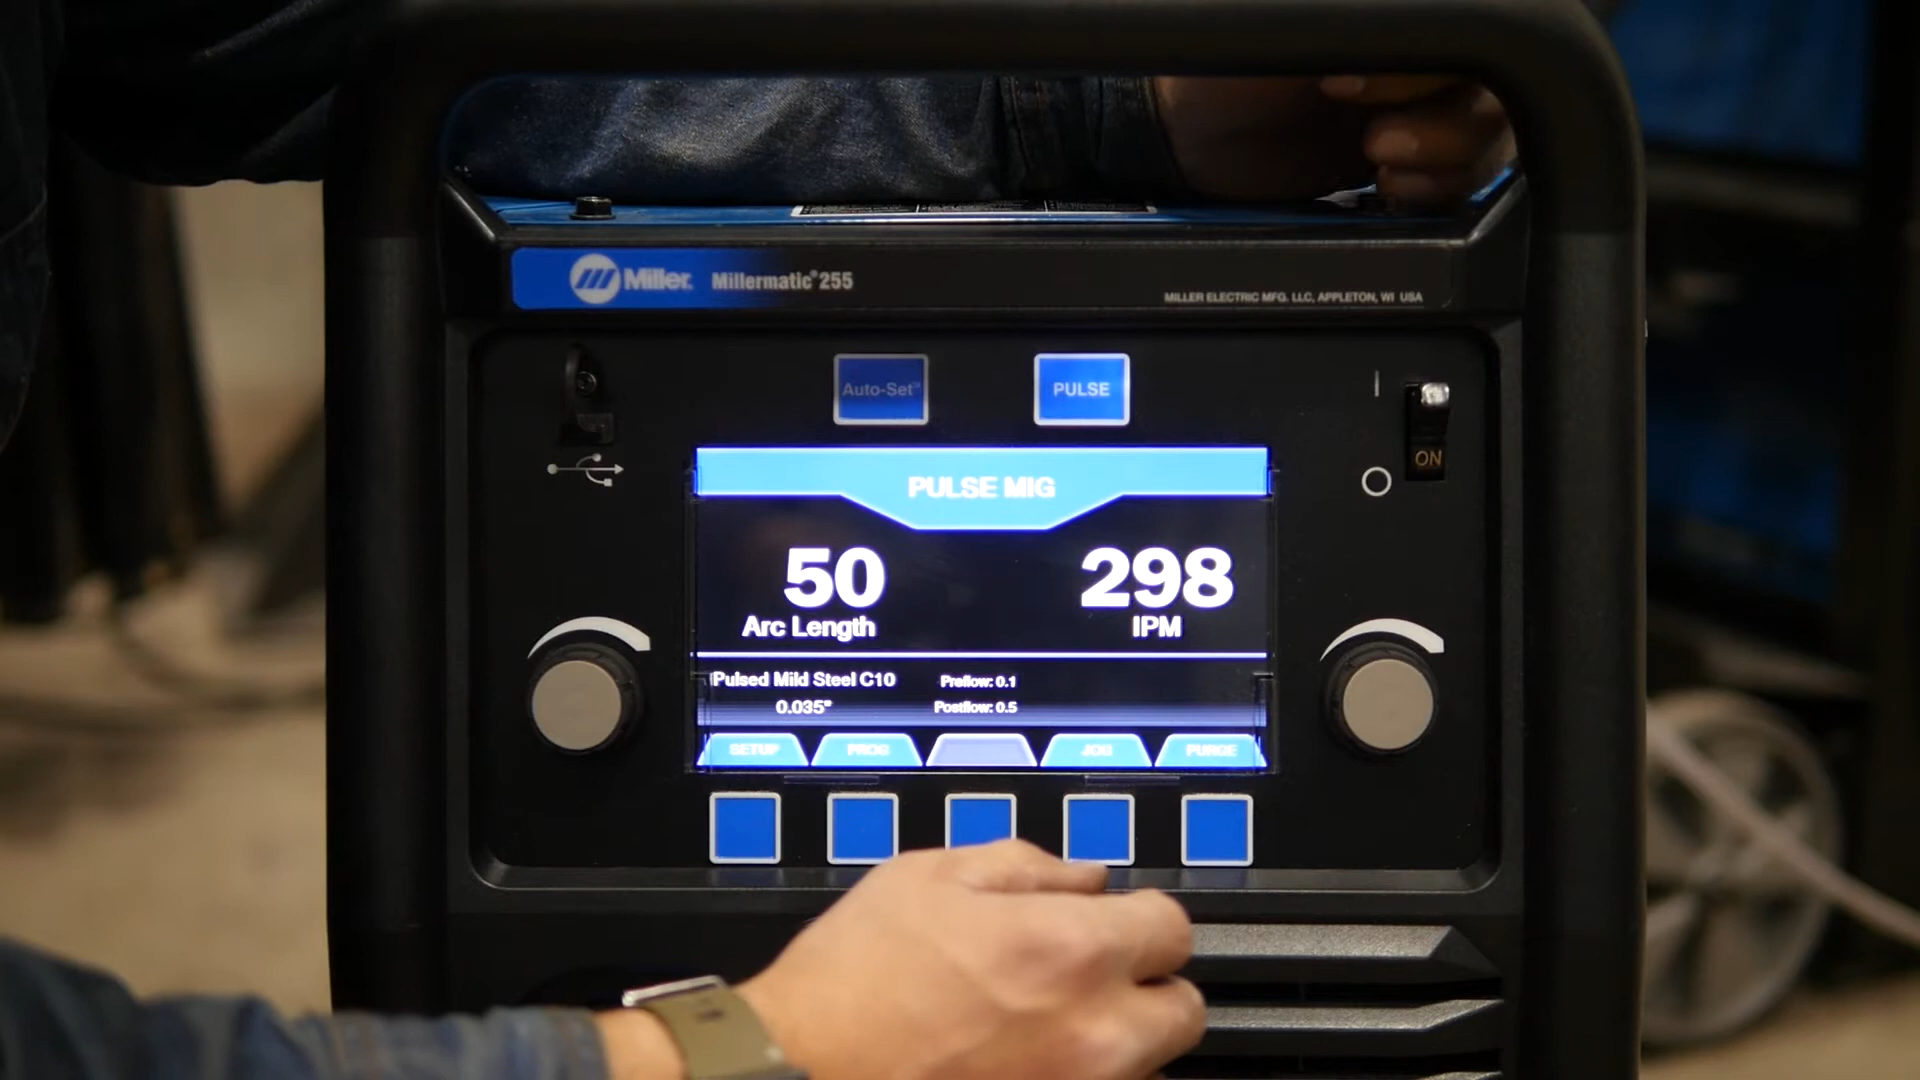 Miller® Millermatic® 255
MILLER ELECTRIC MFG. LLC, APPLETON, WI USA
Auto-Set™
PULSE
ON
PULSE MIG
50
298
Arc Length
IPM
Pulsed Mild Steel C10
Preflow: 0.1
0.035"
Postflow: 0.5
SETUP
PROG
JOG
PURGE